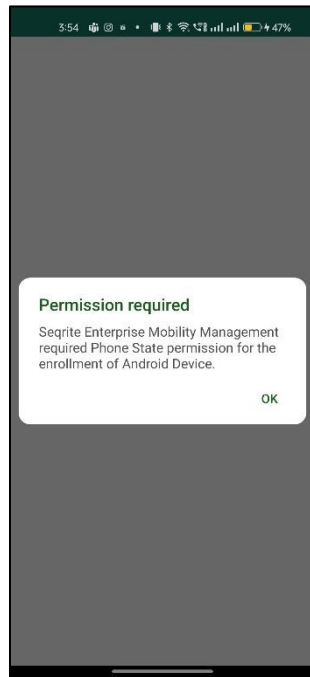 3:54 47%
Permission required
Seqrite Enterprise Mobility Management
required Phone State permission for the
enrollment of Android Device.
OK